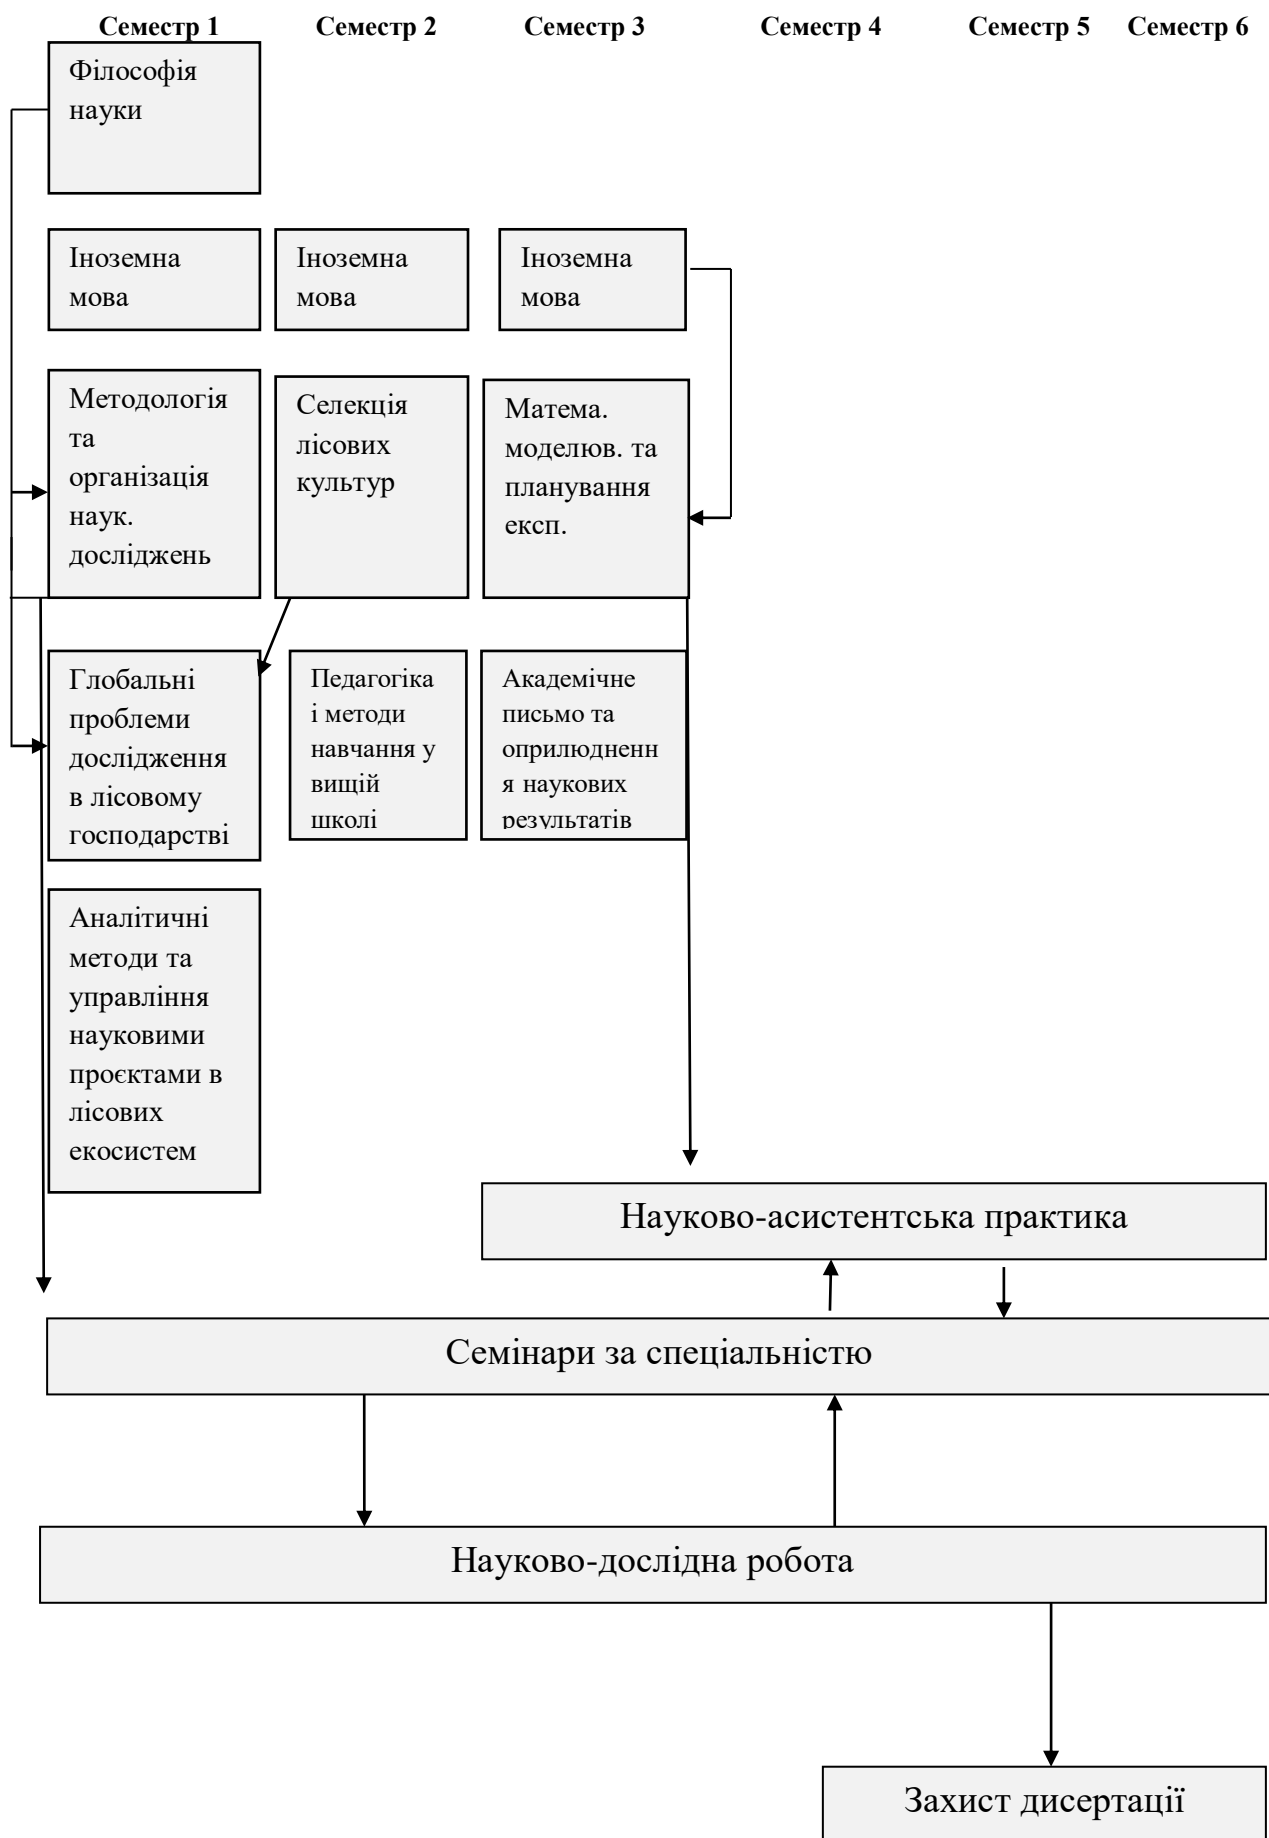 Семестр 1 Семестр 2 Семестр 3 Семестр 4 Семестр 5 Семестр 6
Філософія
науки
Іноземна
мова
Іноземна
мова
Іноземна
мова
Методологія
та
організація
наук.
досліджень
Селекція
лісових
культур
Матема.
моделюв. та
планування
експ.
Глобальні
проблеми
дослідження
в лісовому
господарстві
Педагогіка
і методи
навчання у
вищій
школі
Академічне
письмо та
оприлюдненн
я наукових
результатів
Аналітичні
методи та
управління
науковими
проєктами в
лісових
екосистем
Науково-асистентська практика
Семінари за спеціальністю
Науково-дослідна робота
Захист дисертації